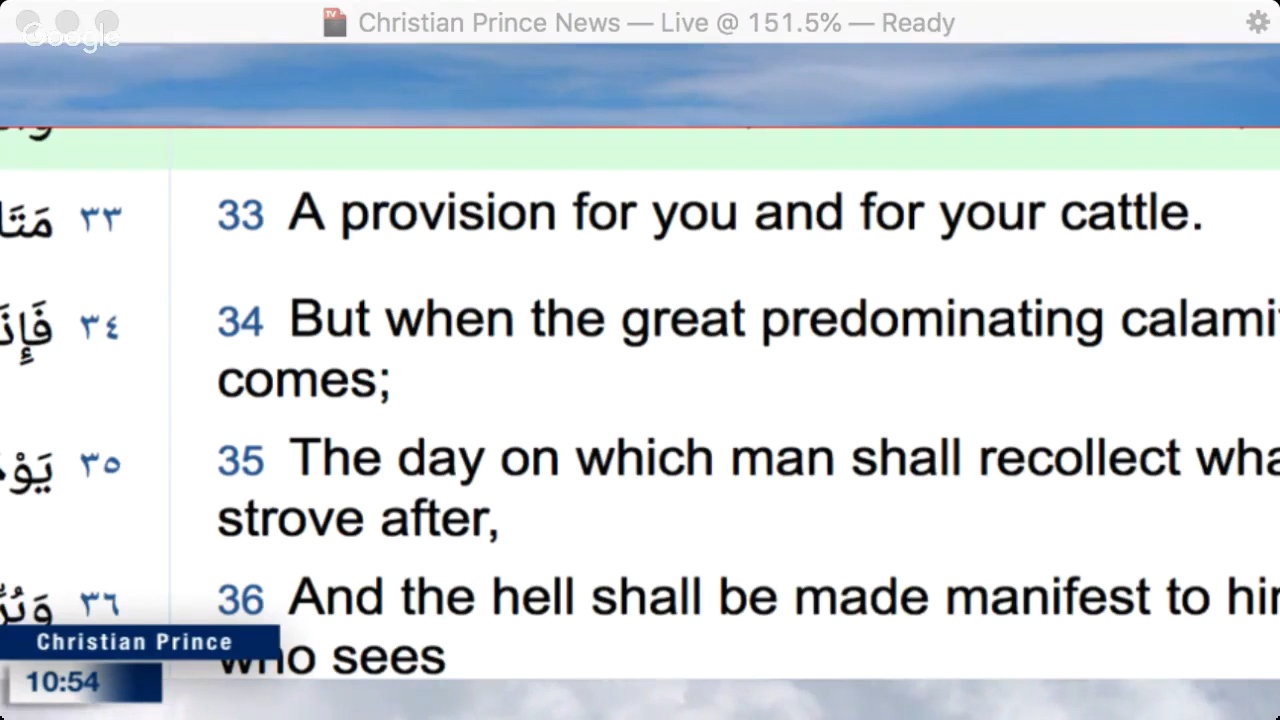 Christian Prince News — Live @ 151.5% — Ready
Google
33 A provision for you and for your cattle.
٣٣
34 But when the great predominating calami
٣٤
comes;
35 The day on which man shall recollect wha
٣٥
strove after,
36 And the hell shall be made manifest to hi
٣٦
who sees
Christian Prince
10:54